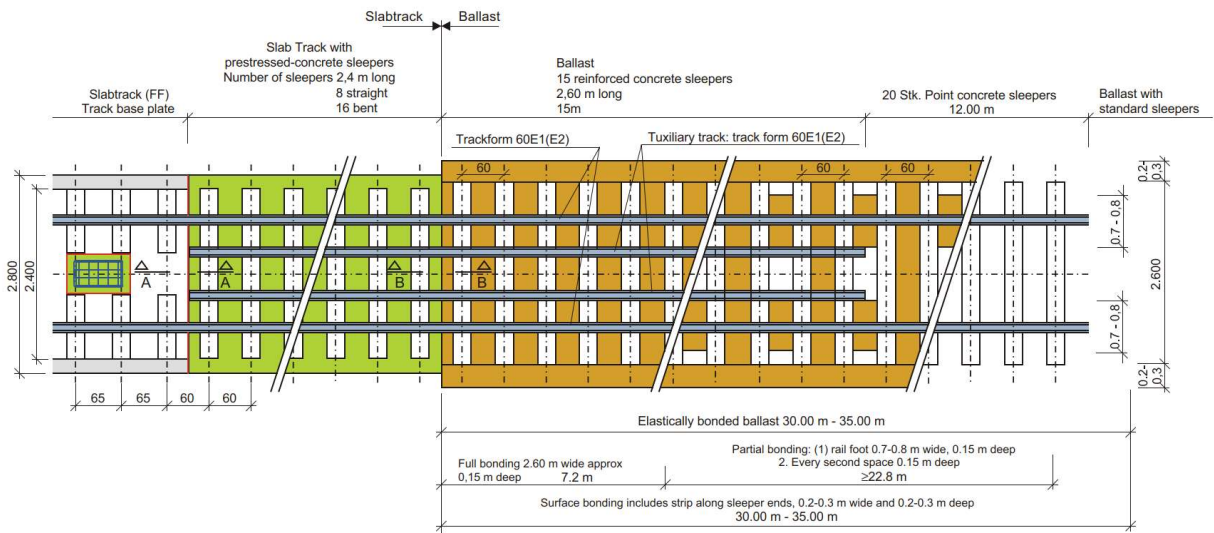 Slabtrack
Ballast
Slab Track with
prestressed-concrete sleepers
Number of sleepers 2,4 m long
8 straight
16 bent
Ballast
15 reinforced concrete sleepers
2,60 m long
15m
Slabtrack (FF)
Track base plate
20 Stk. Point concrete sleepers
12.00 m
Ballast with
standard sleepers
Trackform 60E1(E2)
Tuxiliary track: track form 60E1(E2)
60
60
60
0.2-
0,3
0.7 - 0.8
2.800
2.400
A
A
B
B
2.600
0.7 - 0.8
0.2-
0,3
65
65
60
60
Elastically bonded ballast 30.00 m - 35.00 m
Partial bonding: (1) rail foot 0.7-0.8 m wide, 0.15 m deep
2. Every second space 0.15 m deep
≥22.8 m
Full bonding 2.60 m wide approx
0,15 m deep
7.2 m
Surface bonding includes strip along sleeper ends, 0.2-0.3 m wide and 0.2-0.3 m deep
30.00 m - 35.00 m